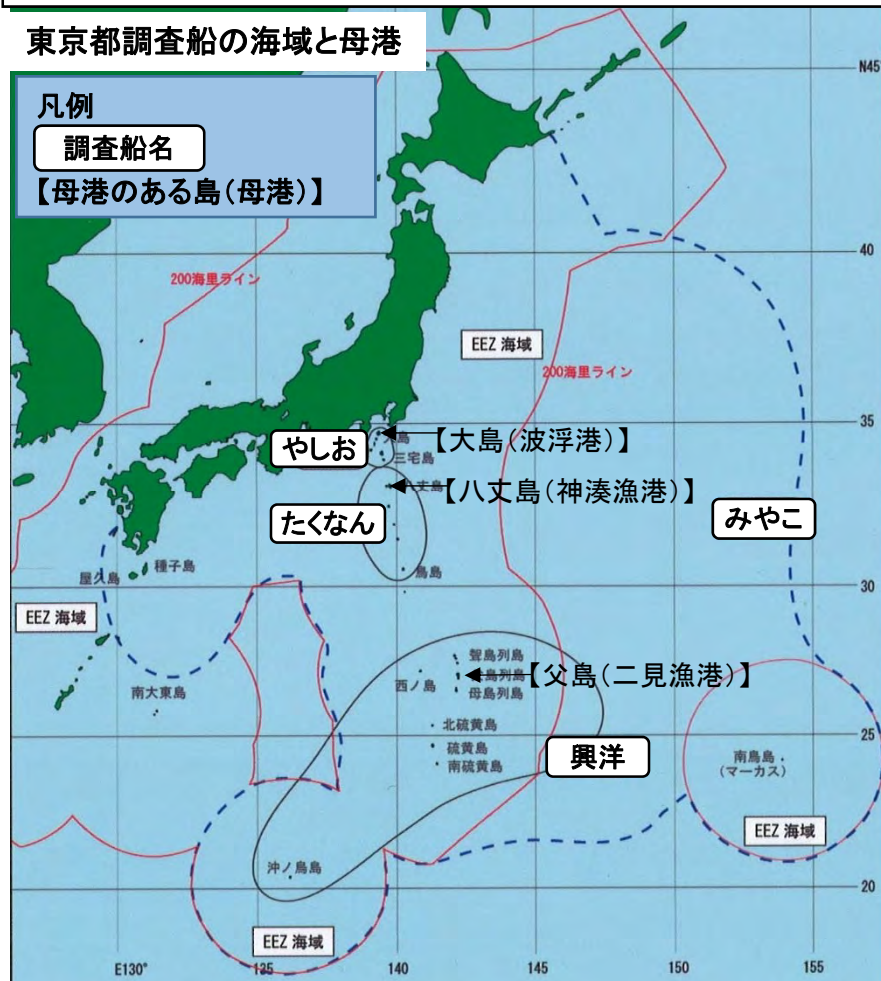 東京都調査船の海域と母港
凡例
調査船名
【母港のある島(母港)】
N45°
40
200海里ライン
EEZ 海域
200海里ライン
35
やしお
大島
【大島(波浮港)】
三宅島
丈島
【八丈島(神湊漁港)】
たくなん
みやこ
種子島
屋久島
鳥島
30
EEZ 海域
聟島列島
島列島
【父島(二見漁港)】
西ノ島
母島列島
南大東島
北硫黄島
25
硫黄島
興洋
南鳥島
(マーカス)
南硫黄島
EEZ 海域
沖ノ鳥島
20
EEZ 海域
E130°
135
140
145
150
155